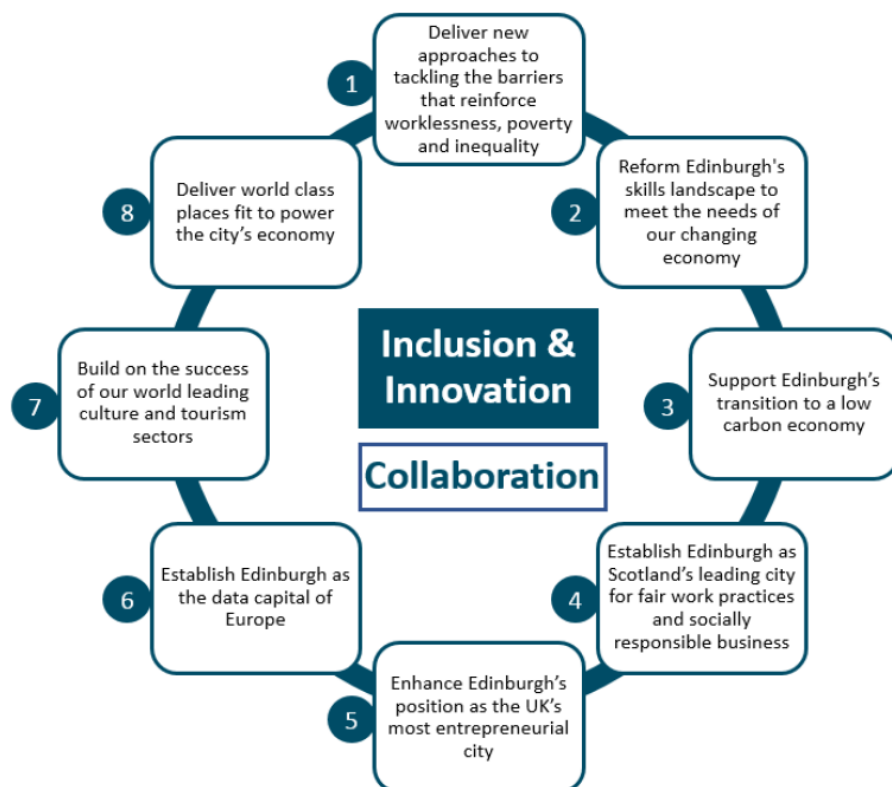 1
Deliver new
approaches to
tackling the barriers
that reinforce
worklessness, poverty
and inequality
2
Reform Edinburgh's
skills landscape to
meet the needs of
our changing
economy
3
Support Edinburgh’s
transition to a low
carbon economy
4
Establish Edinburgh as
Scotland’s leading city
for fair work practices
and socially
responsible business
5
Enhance Edinburgh’s
position as the UK’s
most entrepreneurial
city
6
Establish Edinburgh as
the data capital of
Europe
7
Build on the success
of our world leading
culture and tourism
sectors
8
Deliver world class
places fit to power
the city’s economy
Inclusion &
Innovation
Collaboration